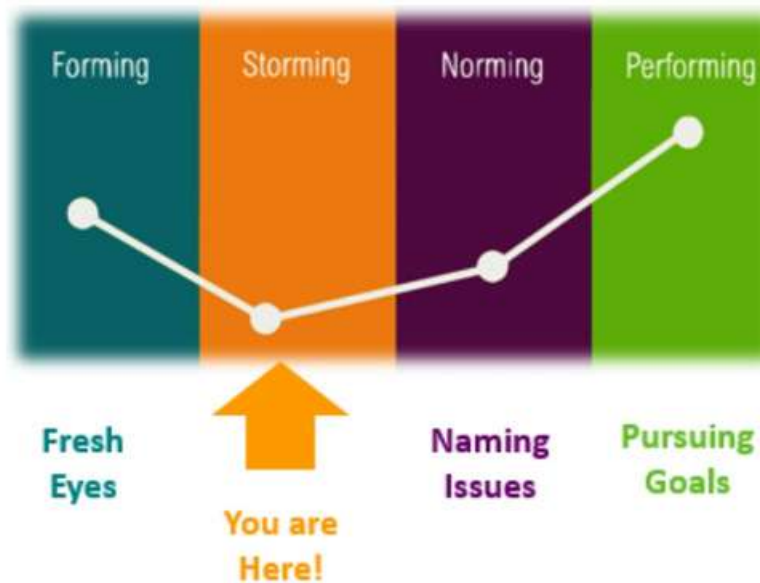 Forming
Storming
Norming
Performing
Fresh
Eyes
You are
Here!
Naming
Issues
Pursuing
Goals